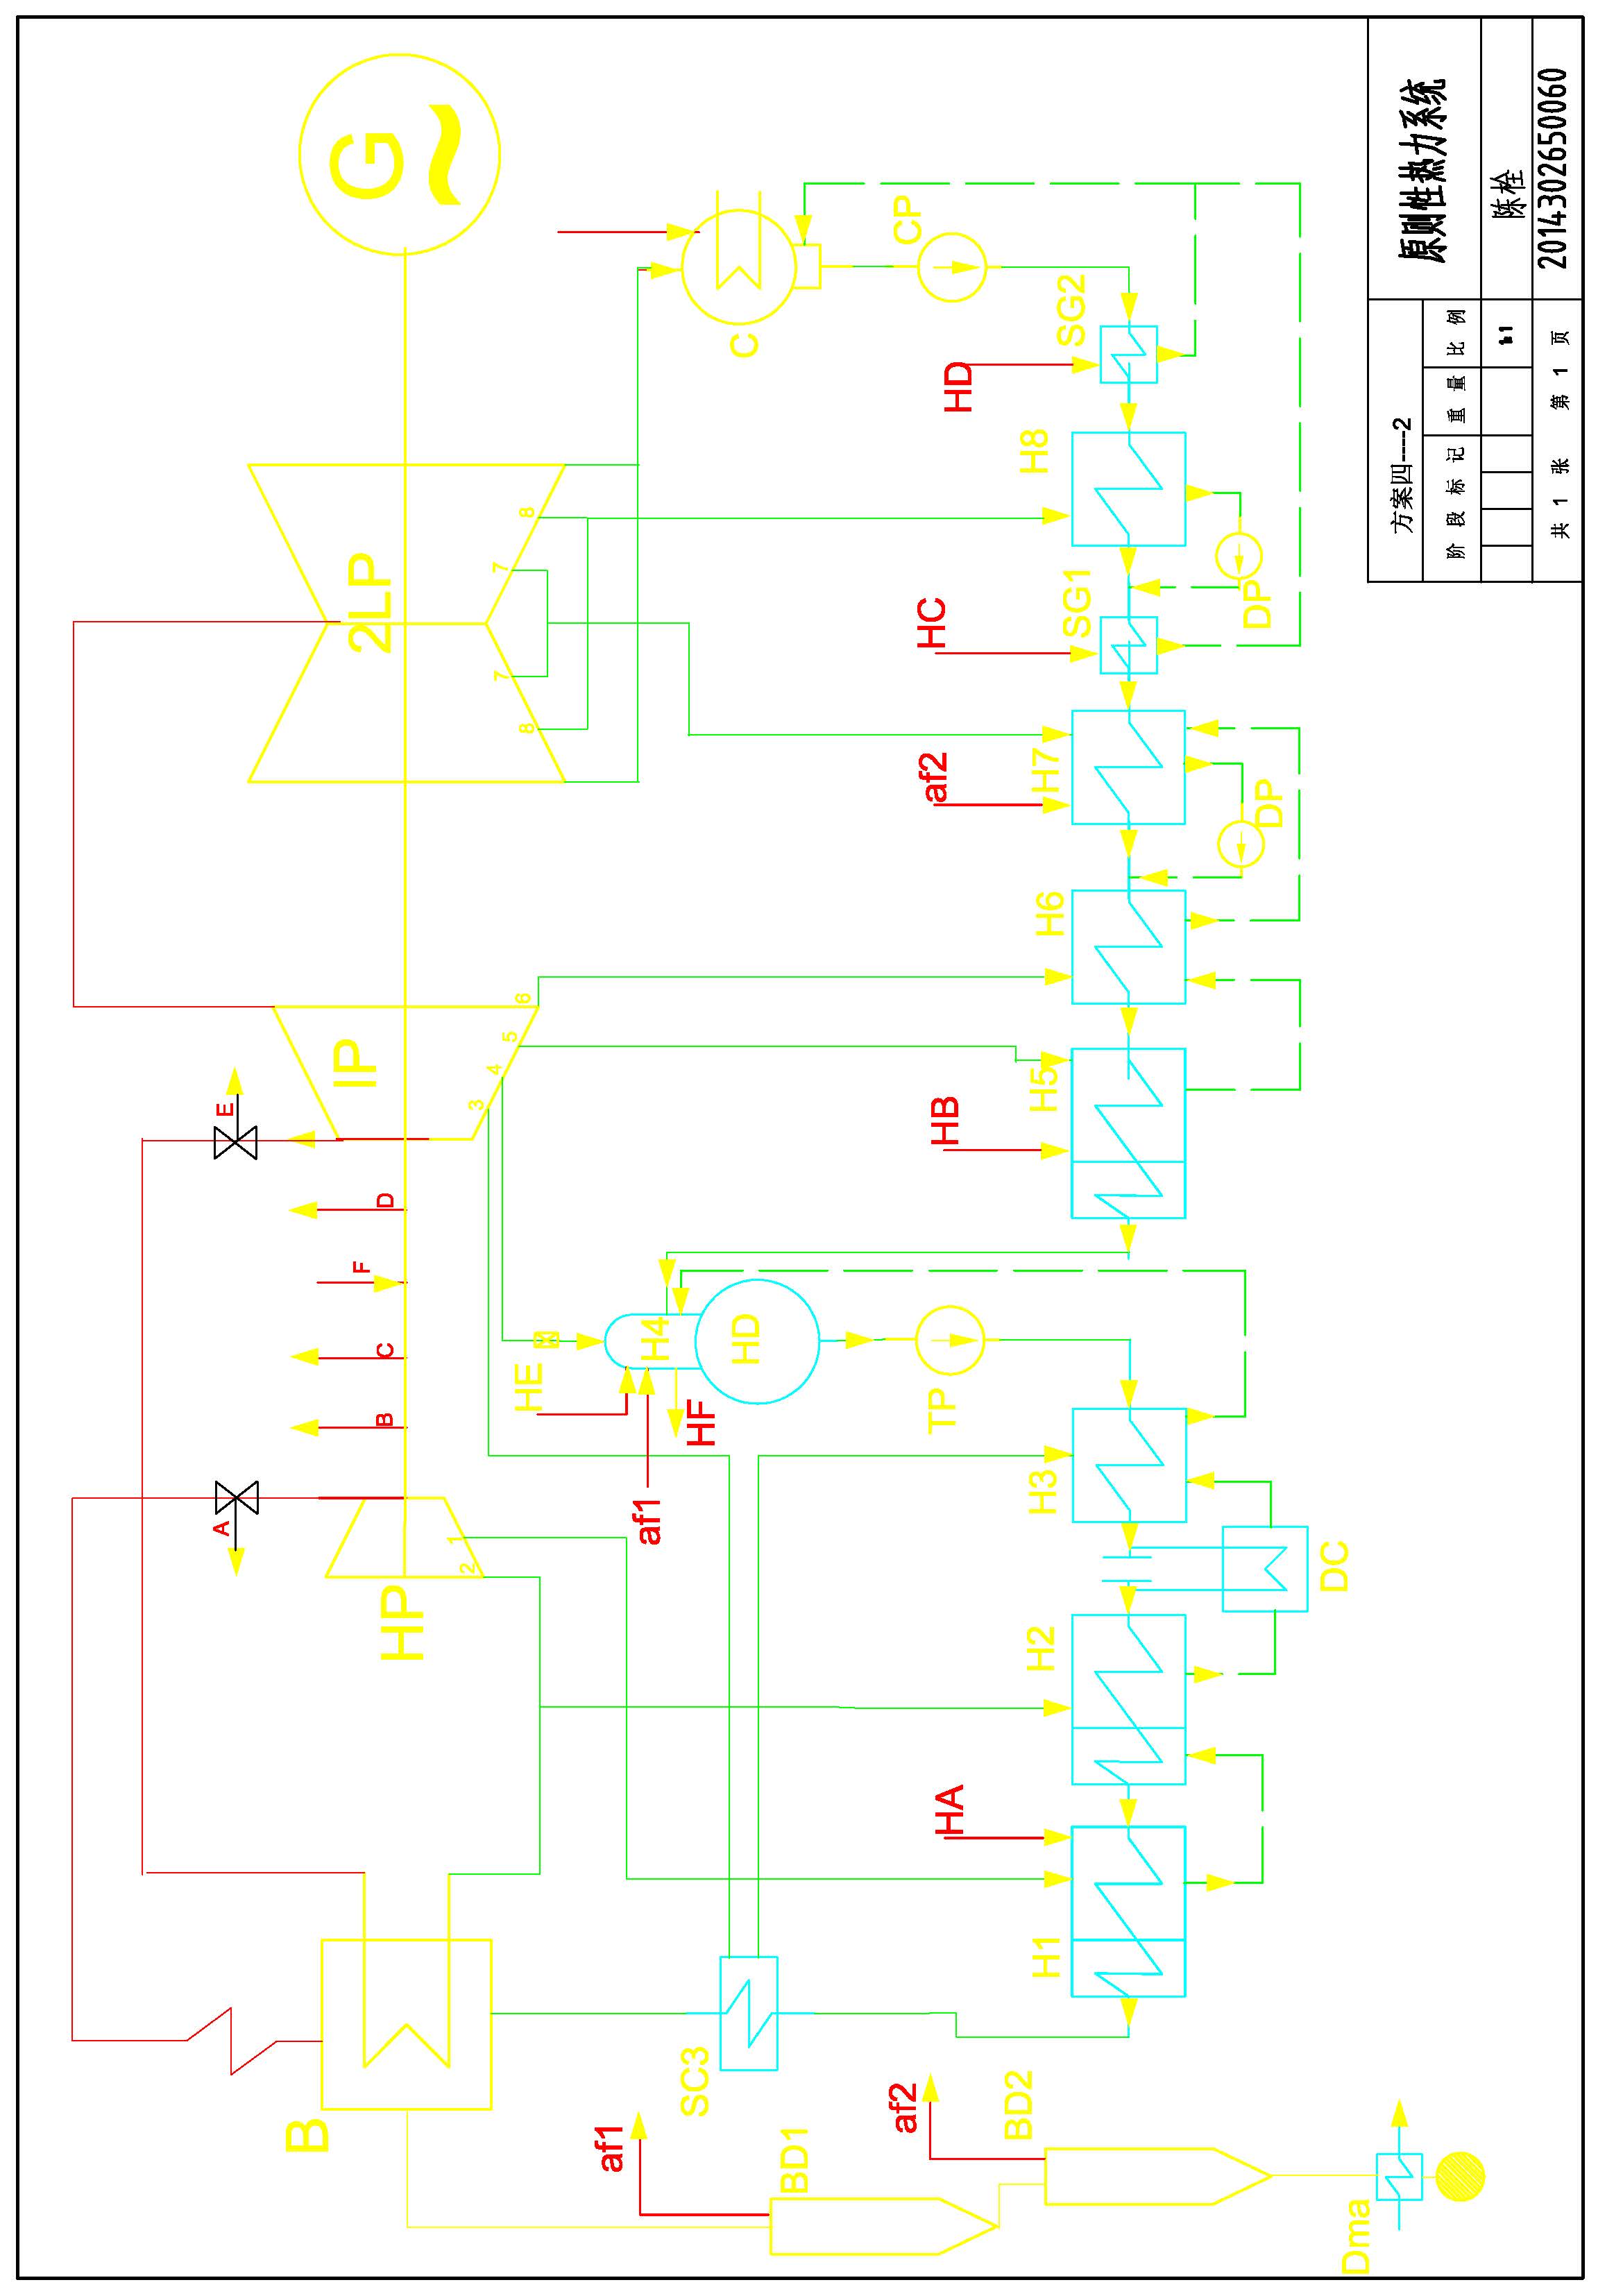 B
HP
1
2
A
B
C
F
D
E
IP
3
4
5
6
2LP
7
7
8
8
G
C
CP
SG2
HD
H8
DP
SG1
HC
H7
af2
DP
H6
H5
HB
H4
HD
HE
HF
af1
TP
H3
DC
H2
HA
H1
SC3
af1
BD1
af2
BD2
Dma
方案四----2
原则性热力系统
阶 段 标 记
重 量
比 例
1:1
陈栓
共 1 张
第 1 页
2014302650060